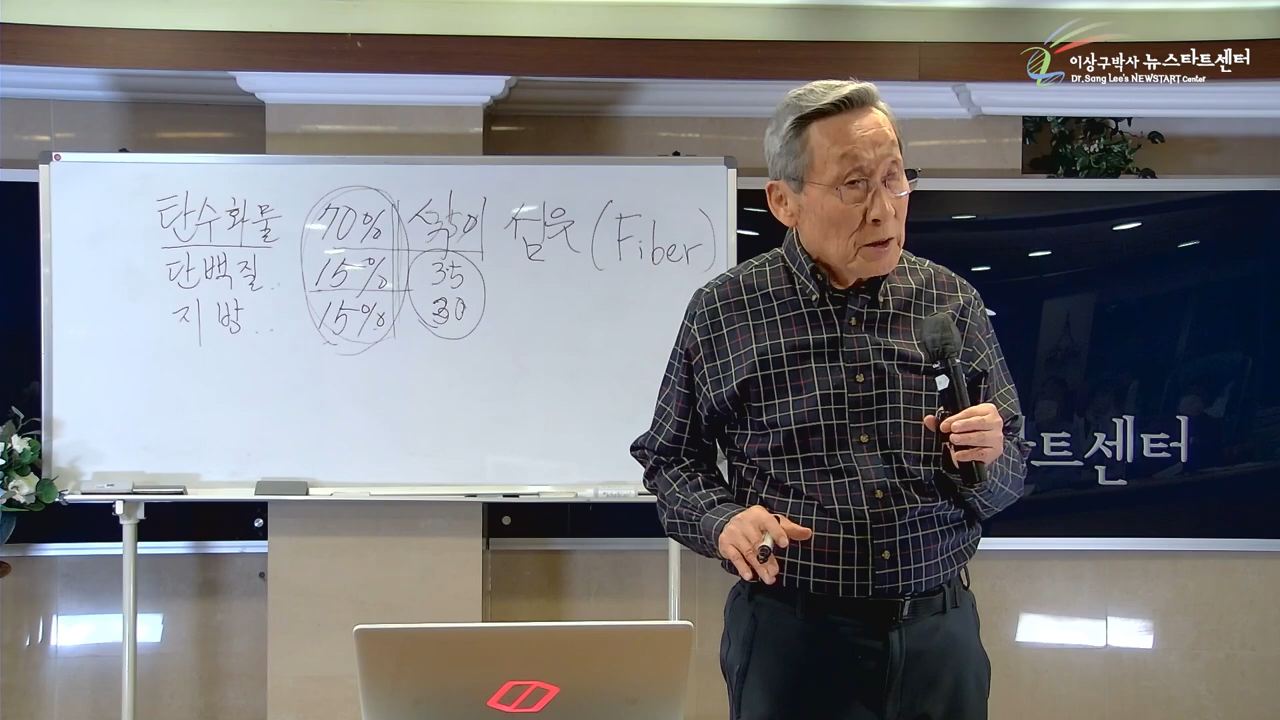 이상구박사 뉴스타트센터
Dr. Sang Lee's NEWSTART Center
탄수화물 70% 식이 섬유 (Fiber)
단백질.. 15% 35
지방.. 15% 30
타트센터